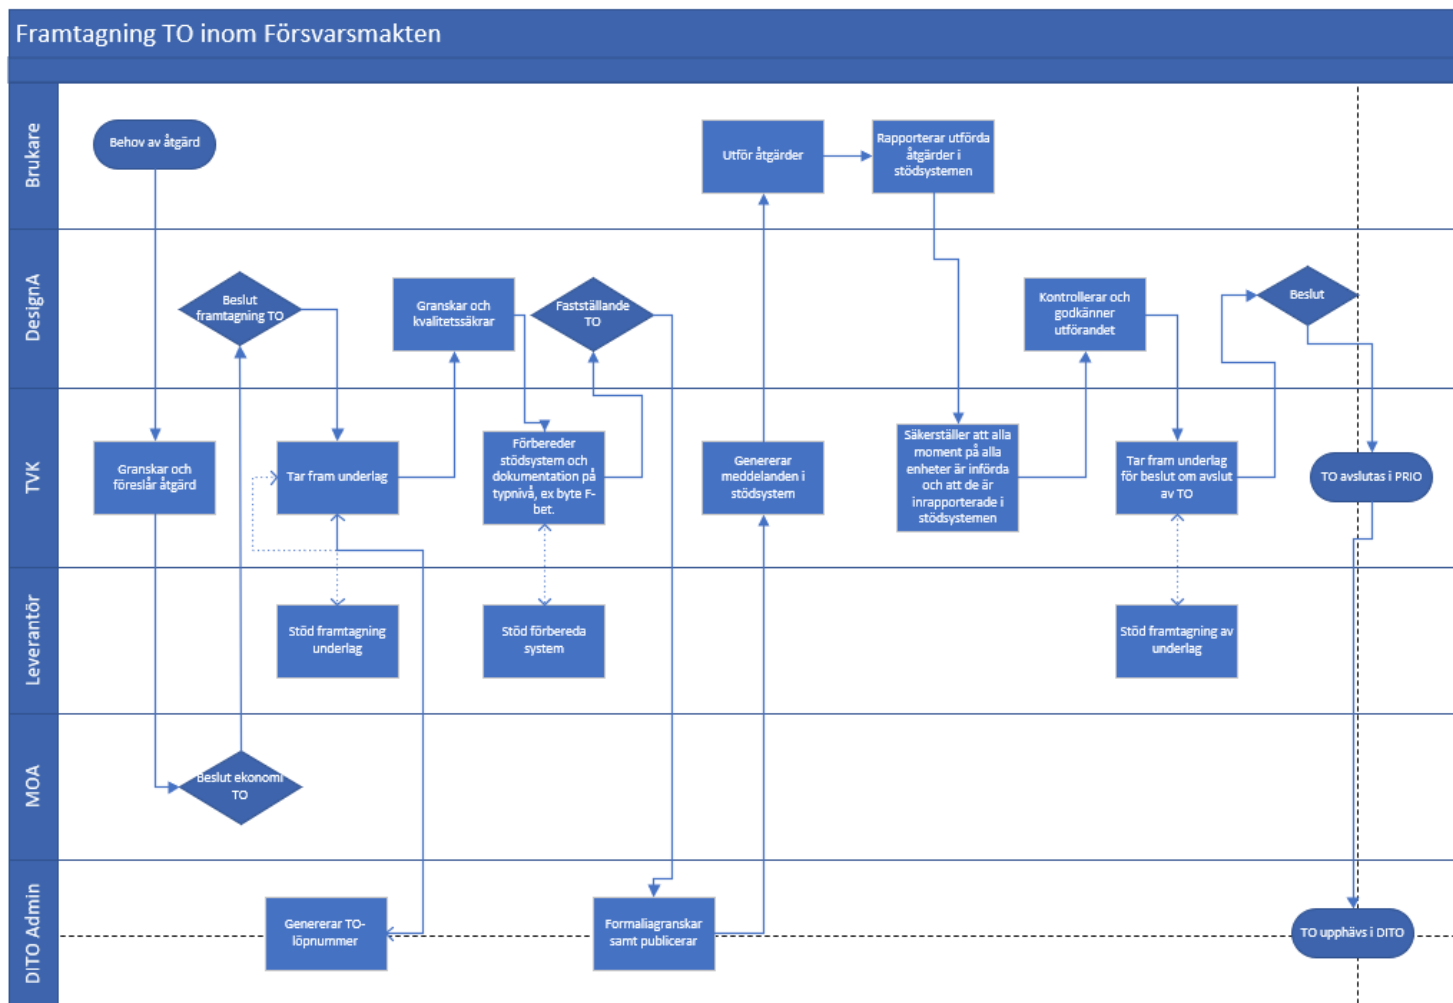 Framtagning TO inom Försvarsmakten
Brukare
Behov av åtgärd
Utför åtgärder
Rapporterar utförda
åtgärder i
stödsystemen
DesignA
Beslut
framtagning TO
Granskar och
kvalitetssäkrar
Fastställande
TO
Kontrollerar och
godkänner
utförandet
Beslut
TVK
Granskar och
föreslår åtgärd
Tar fram underlag
Förbereder
stödsystem och
dokumentation på
typnivå, ex byte F-
bet.
Genererar
meddelanden i
stödsystem
Säkerställer att alla
moment på alla
enheter är införda
och att de är
inrapporterade i
stödsystemen
Tar fram underlag
för beslut om avslut
av TO
TO avslutas i PRIO
Leverantör
Stöd framtagning
underlag
Stöd förbereda
system
Stöd framtagning av
underlag
MOA
Beslut ekonomi
TO
DITO Admin
Genererar TO-
löpnummer
Formaliagranskar
samt publicerar
TO upphävs i DITO